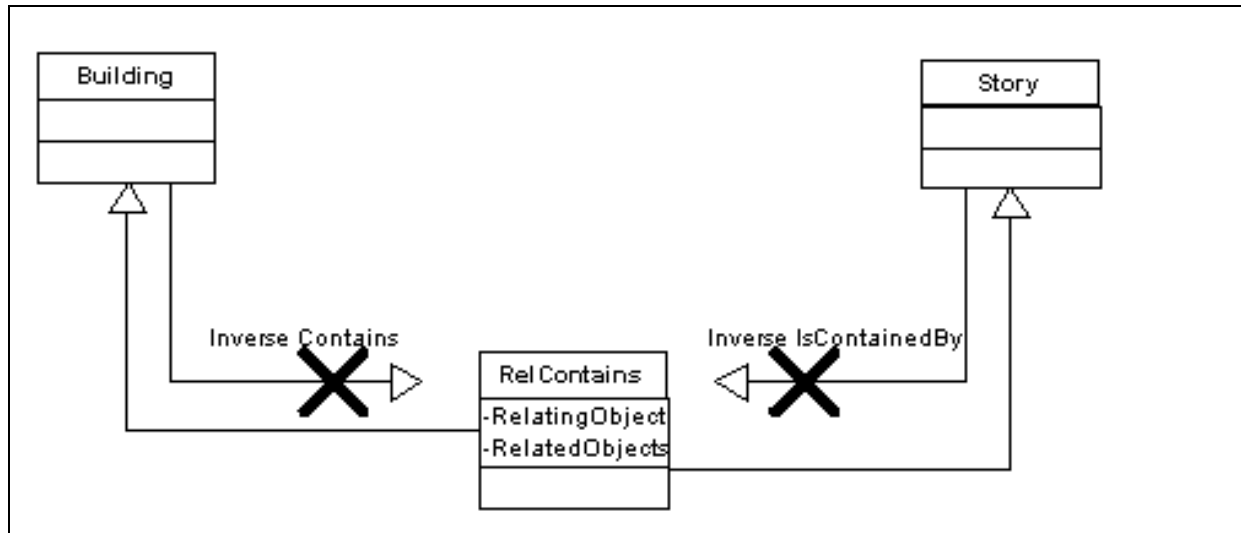 Building
Story
Inverse Contains
Inverse IsContainedBy
RelContains
-RelatingObject
-RelatedObjects